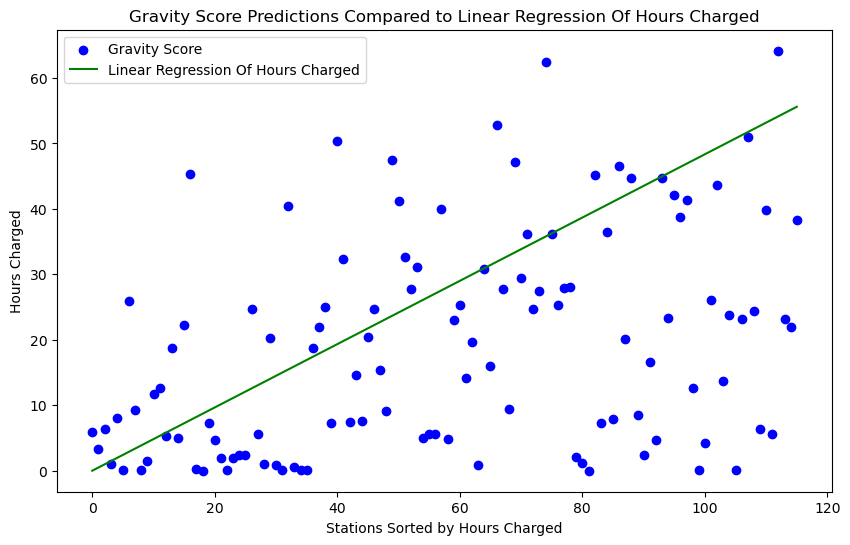 Gravity Score Predictions Compared to Linear Regression Of Hours Charged
Gravity Score
Linear Regression Of Hours Charged
60
50
40
30
20
10
0
Hours Charged
0 20 40 60 80 100 120
Stations Sorted by Hours Charged